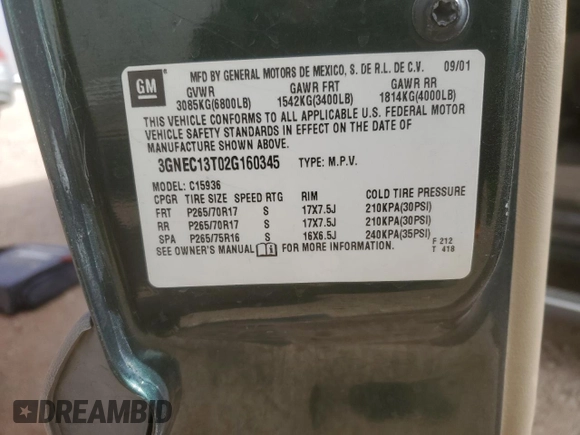 GM
MFD BY GENERAL MOTORS DE MEXICO, S. DE R.L. DE C.V. 09/01
GVWR GAWR FRT GAWR RR
3085KG(6800LB) 1542KG(3400LB) 1814KG(4000LB)
THIS VEHICLE CONFORMS TO ALL APPLICABLE U.S. FEDERAL MOTOR
VEHICLE SAFETY STANDARDS IN EFFECT ON THE DATE OF
MANUFACTURE SHOWN ABOVE.
3GNEC13T02G160345 TYPE: M.P.V.
MODEL: C15936
CPGR TIRE SIZE SPEED RTG RIM COLD TIRE PRESSURE
FRT P265/70R17 S 17X7.5J 210KPA(30PSI)
RR P265/70R17 S 17X7.5J 210KPA(30PSI)
SPA P265/75R16 S 16X6.5J 240KPA(35PSI)
SEE OWNER'S MANUAL FOR MORE INFORMATION. F 212
T 418
DREAMBID